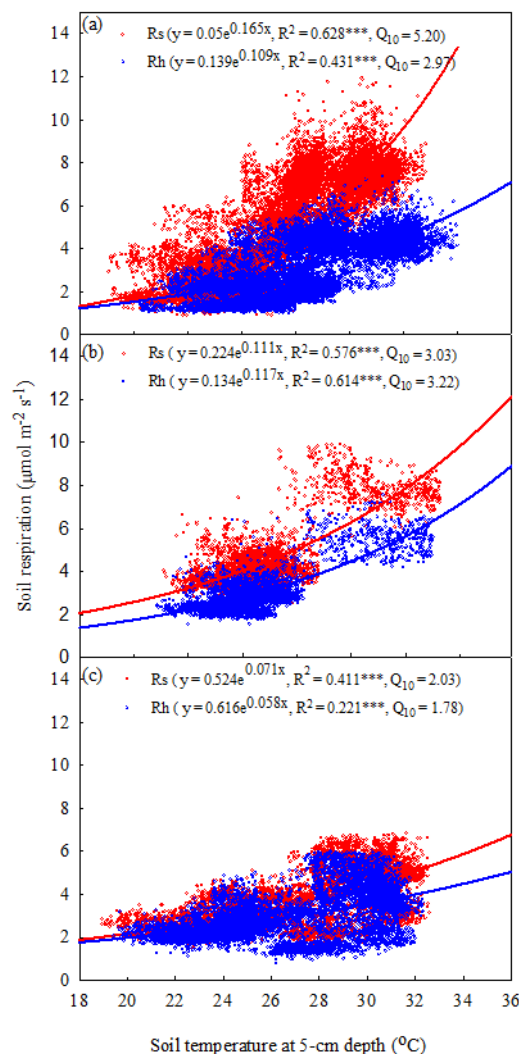 (a)
Rs (y = 0.05e^0.165x, R² = 0.628***, Q₁₀ = 5.20)
Rh (y = 0.139e^0.109x, R² = 0.431***, Q₁₀ = 2.97)
14
12
10
8
6
4
2
0
(b)
Rs ( y = 0.224e^0.111x, R² = 0.576***, Q₁₀ = 3.03)
Rh ( y = 0.134e^0.117x, R² = 0.614***, Q₁₀ = 3.22)
14
12
10
8
6
4
2
0
Soil respiration (µmol m⁻² s⁻¹)
(c)
Rs ( y = 0.524e^0.071x, R² = 0.411***, Q₁₀ = 2.03)
Rh ( y = 0.616e^0.058x, R² = 0.221***, Q₁₀ = 1.78)
14
12
10
8
6
4
2
0
18 20 22 24 26 28 30 32 34 36
Soil temperature at 5-cm depth (°C)